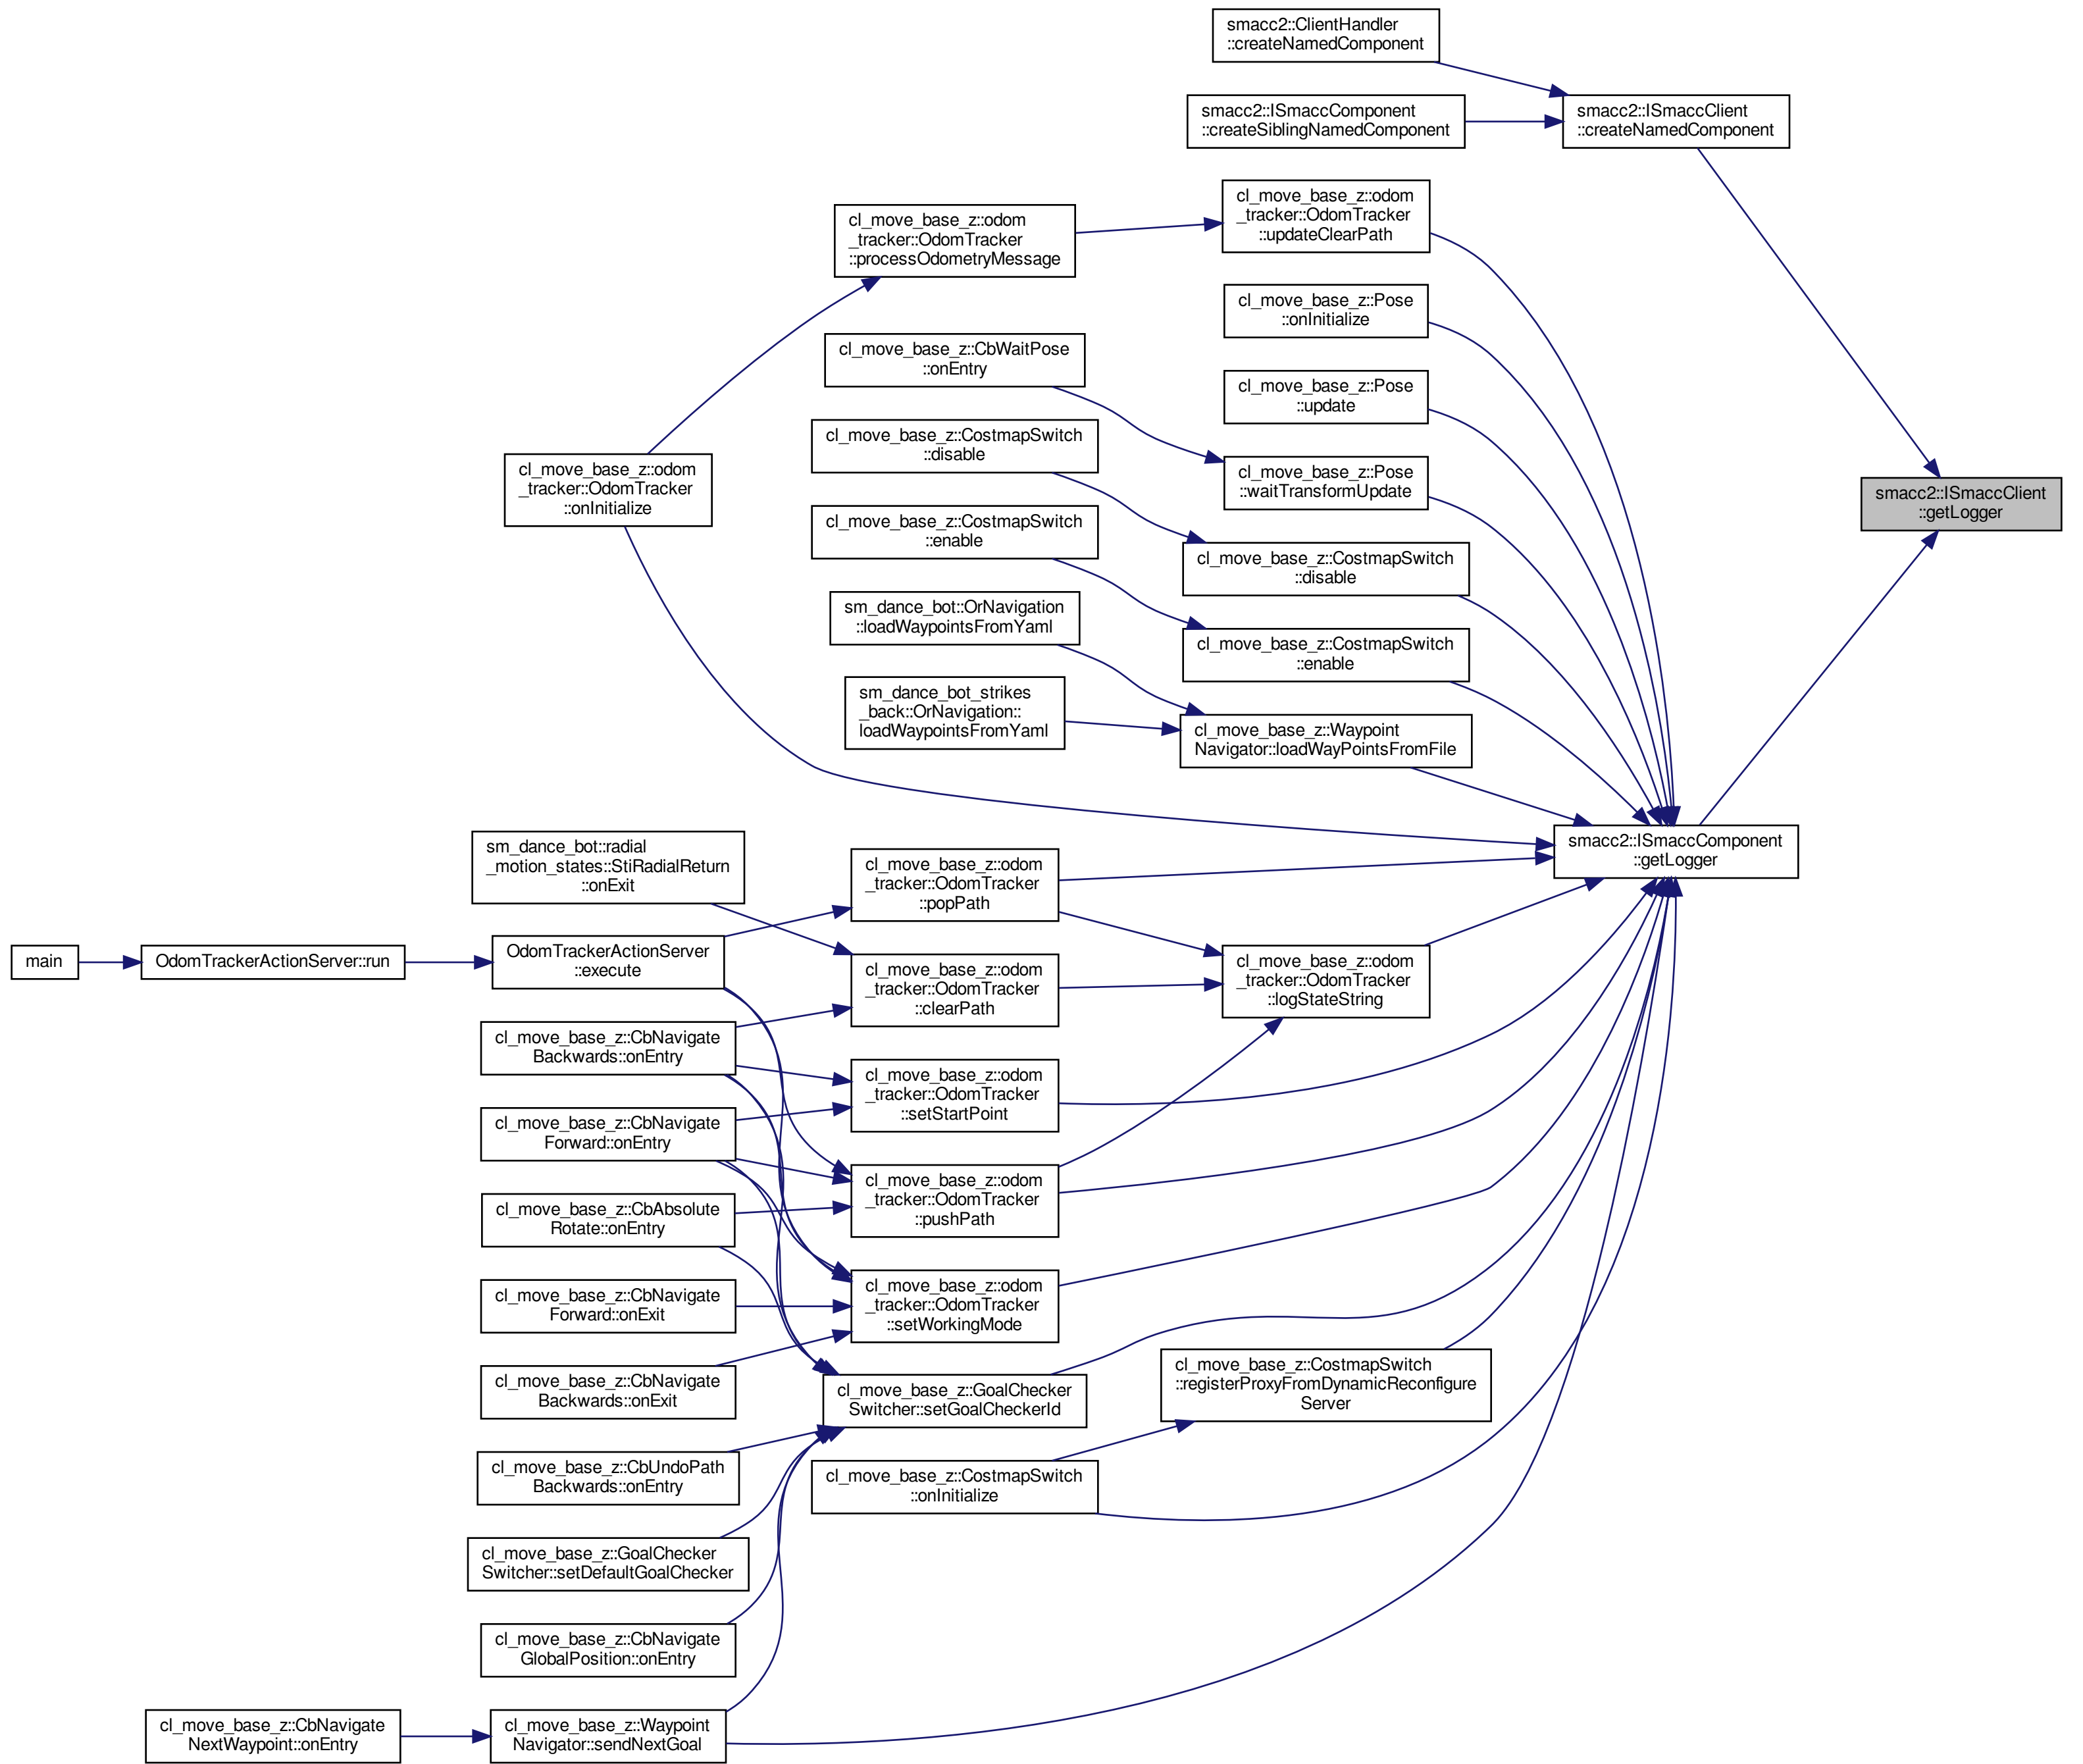 smacc2::ClientHandler
::createNamedComponent
smacc2::ISmaccComponent
::createSiblingNamedComponent
smacc2::ISmaccClient
::createNamedComponent
cl_move_base_z::odom
_tracker::OdomTracker
::updateClearPath
cl_move_base_z::odom
_tracker::OdomTracker
::processOdometryMessage
cl_move_base_z::Pose
::onInitialize
cl_move_base_z::CbWaitPose
::onEntry
cl_move_base_z::Pose
::update
cl_move_base_z::CostmapSwitch
::disable
cl_move_base_z::odom
_tracker::OdomTracker
::onInitialize
cl_move_base_z::Pose
::waitTransformUpdate
smacc2::ISmaccClient
::getLogger
cl_move_base_z::CostmapSwitch
::enable
cl_move_base_z::CostmapSwitch
::disable
sm_dance_bot::OrNavigation
::loadWaypointsFromYaml
cl_move_base_z::CostmapSwitch
::enable
sm_dance_bot_strikes
_back::OrNavigation::
loadWaypointsFromYaml
cl_move_base_z::Waypoint
Navigator::loadWayPointsFromFile
smacc2::ISmaccComponent
::getLogger
sm_dance_bot::radial
_motion_states::StiRadialReturn
::onExit
cl_move_base_z::odom
_tracker::OdomTracker
::popPath
main
OdomTrackerActionServer::run
OdomTrackerActionServer
::execute
cl_move_base_z::odom
_tracker::OdomTracker
::clearPath
cl_move_base_z::odom
_tracker::OdomTracker
::logStateString
cl_move_base_z::CbNavigate
Backwards::onEntry
cl_move_base_z::odom
_tracker::OdomTracker
::setStartPoint
cl_move_base_z::CbNavigate
Forward::onEntry
cl_move_base_z::odom
_tracker::OdomTracker
::pushPath
cl_move_base_z::CbAbsolute
Rotate::onEntry
cl_move_base_z::odom
_tracker::OdomTracker
::setWorkingMode
cl_move_base_z::CbNavigate
Forward::onExit
cl_move_base_z::CbNavigate
Backwards::onExit
cl_move_base_z::GoalChecker
Switcher::setGoalCheckerId
cl_move_base_z::CostmapSwitch
::registerProxyFromDynamicReconfigure
Server
cl_move_base_z::CbUndoPath
Backwards::onEntry
cl_move_base_z::CostmapSwitch
::onInitialize
cl_move_base_z::GoalChecker
Switcher::setDefaultGoalChecker
cl_move_base_z::CbNavigate
GlobalPosition::onEntry
cl_move_base_z::CbNavigate
NextWaypoint::onEntry
cl_move_base_z::Waypoint
Navigator::sendNextGoal